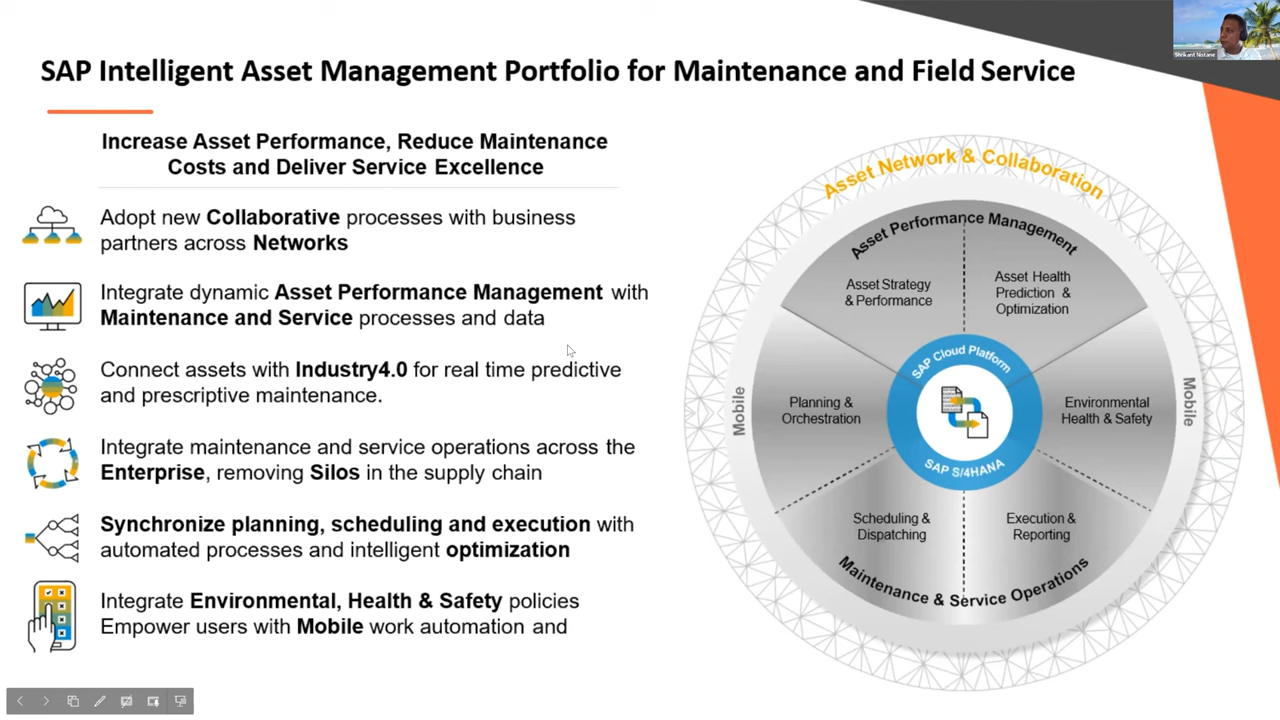 SAP Intelligent Asset Management Portfolio for Maintenance and Field Service
Shrikant Nistane
Increase Asset Performance, Reduce Maintenance
Costs and Deliver Service Excellence
Adopt new Collaborative processes with business
partners across Networks
Integrate dynamic Asset Performance Management with
Maintenance and Service processes and data
Connect assets with Industry4.0 for real time predictive
and prescriptive maintenance.
Integrate maintenance and service operations across the
Enterprise, removing Silos in the supply chain
Synchronize planning, scheduling and execution with
automated processes and intelligent optimization
Integrate Environmental, Health & Safety policies
Empower users with Mobile work automation and
Asset Network & Collaboration
Asset Performance Management
Asset Strategy
& Performance
Asset Health
Prediction &
Optimization
Mobile
Planning &
Orchestration
SAP Cloud Platform
SAP S/4HANA
Environmental
Health & Safety
Mobile
Scheduling &
Dispatching
Execution &
Reporting
Maintenance & Service Operations